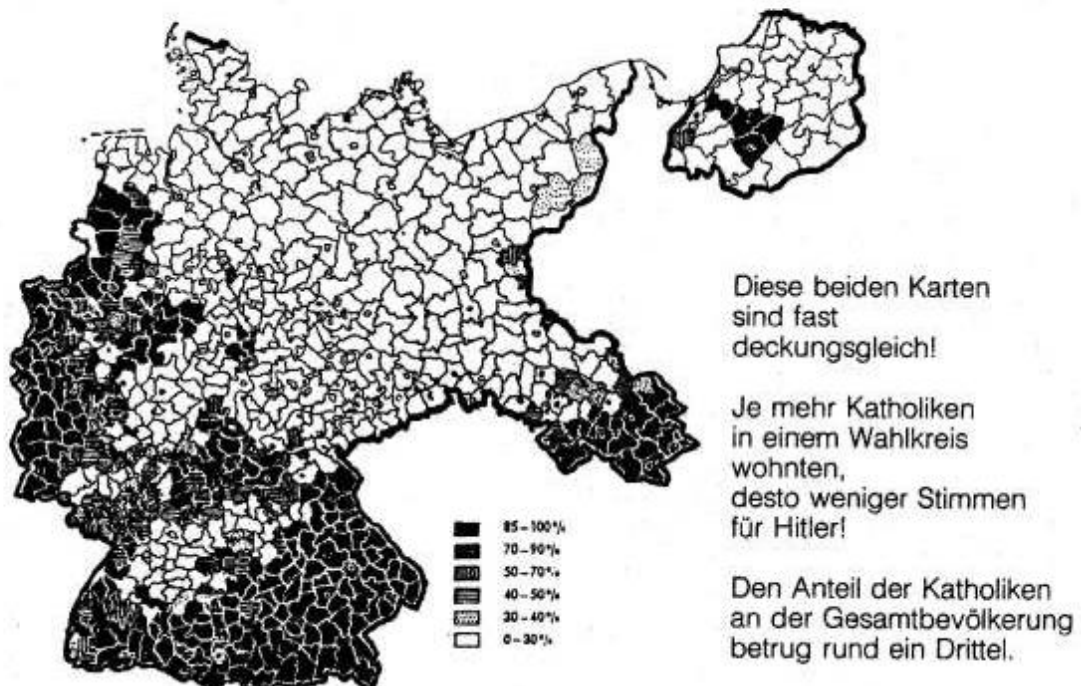 Diese beiden Karten
sind fast
deckungsgleich!
Je mehr Katholiken
in einem Wahlkreis
wohnten,
desto weniger Stimmen
für Hitler!
Den Anteil der Katholiken
an der Gesamtbevölkerung
betrug rund ein Drittel.
85–100%
70–90%
50–70%
40–50%
30–40%
0–30%